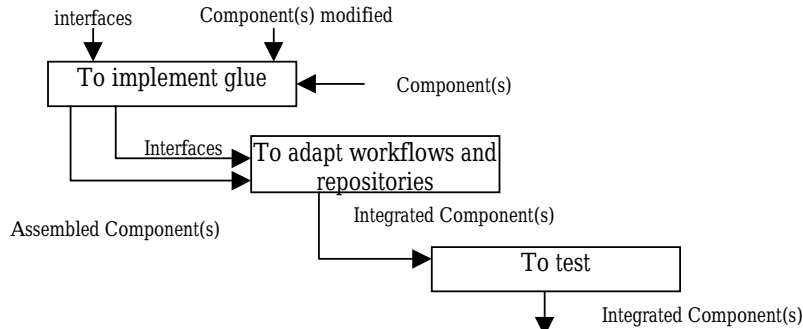 interfaces
Component(s) modified
To implement glue
Component(s)
Interfaces
To adapt workflows and
repositories
Assembled Component(s)
Integrated Component(s)
To test
Integrated Component(s)